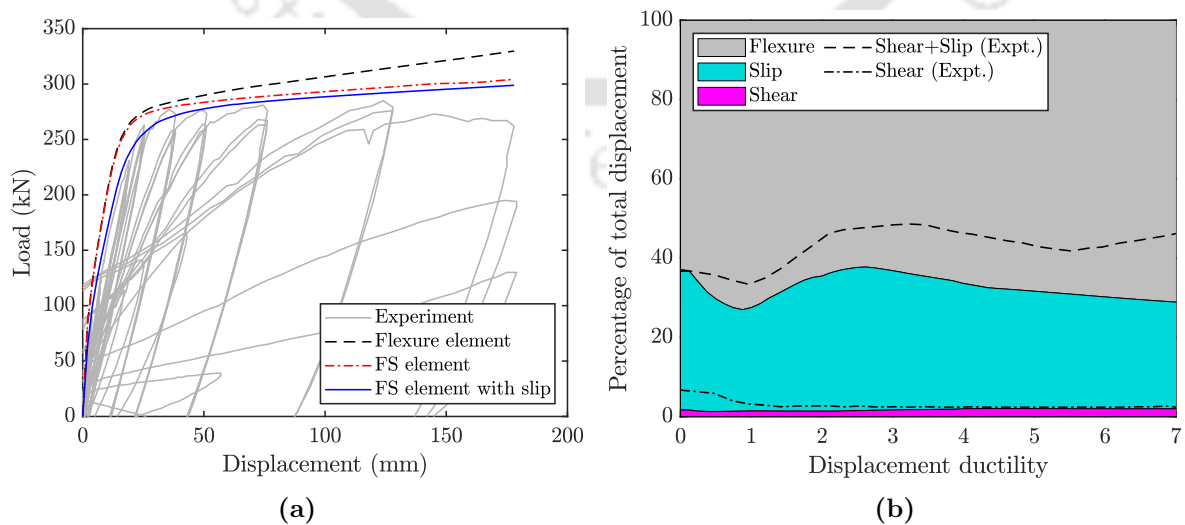 350
300
250
200
150
100
50
0
Load (kN)
Experiment
Flexure element
FS element
FS element with slip
0 50 100 150 200
Displacement (mm)
(a)
100
80
60
40
20
0
Percentage of total displacement
Flexure
Slip
Shear
Shear+Slip (Expt.)
Shear (Expt.)
0 1 2 3 4 5 6 7
Displacement ductility
(b)